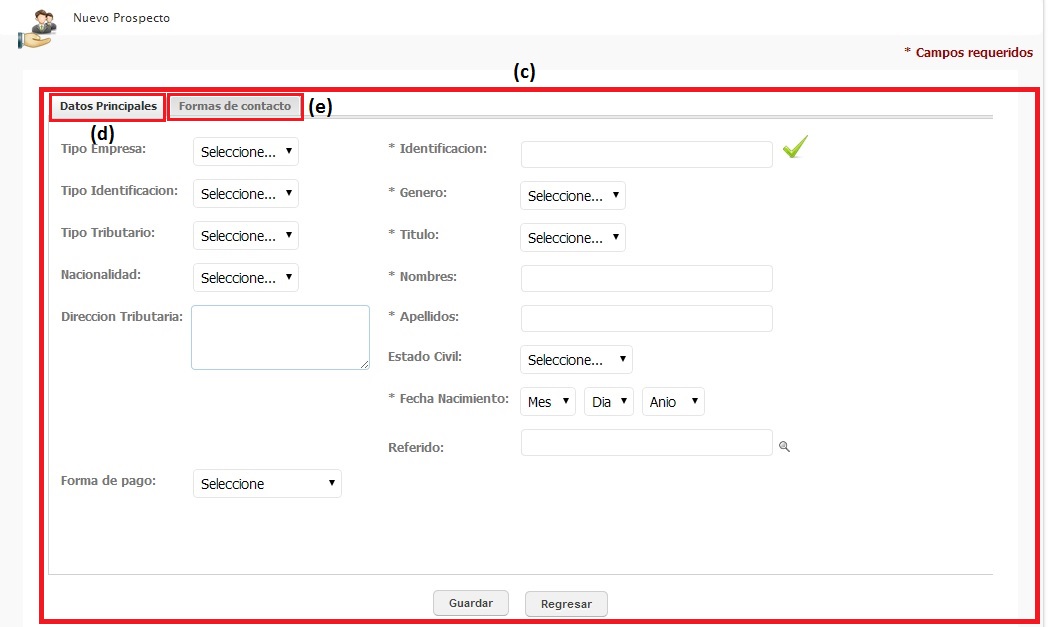 Nuevo Prospecto
* Campos requeridos
(c)
Datos Principales Formas de contacto (e)
(d)
Tipo Empresa: Seleccione... * Identificacion:
Tipo Identificacion: Seleccione... * Genero: Seleccione...
Tipo Tributario: Seleccione... * Titulo: Seleccione...
Nacionalidad: Seleccione... * Nombres:
Direccion Tributaria: * Apellidos:
Estado Civil: Seleccione...
* Fecha Nacimiento: Mes Dia Anio
Referido:
Forma de pago: Seleccione
Guardar Regresar